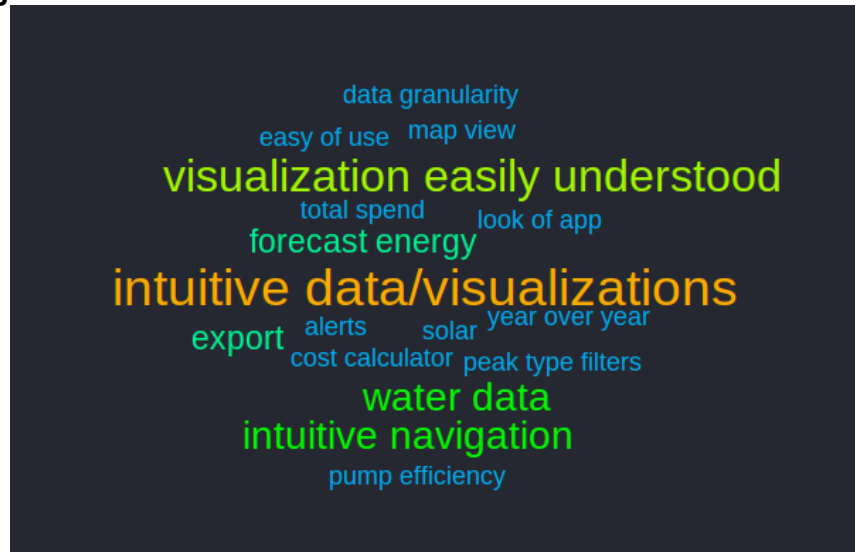 data granularity
easy of use
map view
visualization easily understood
total spend
look of app
forecast energy
intuitive data/visualizations
year over year
alerts
solar
export
cost calculator
peak type filters
water data
intuitive navigation
pump efficiency